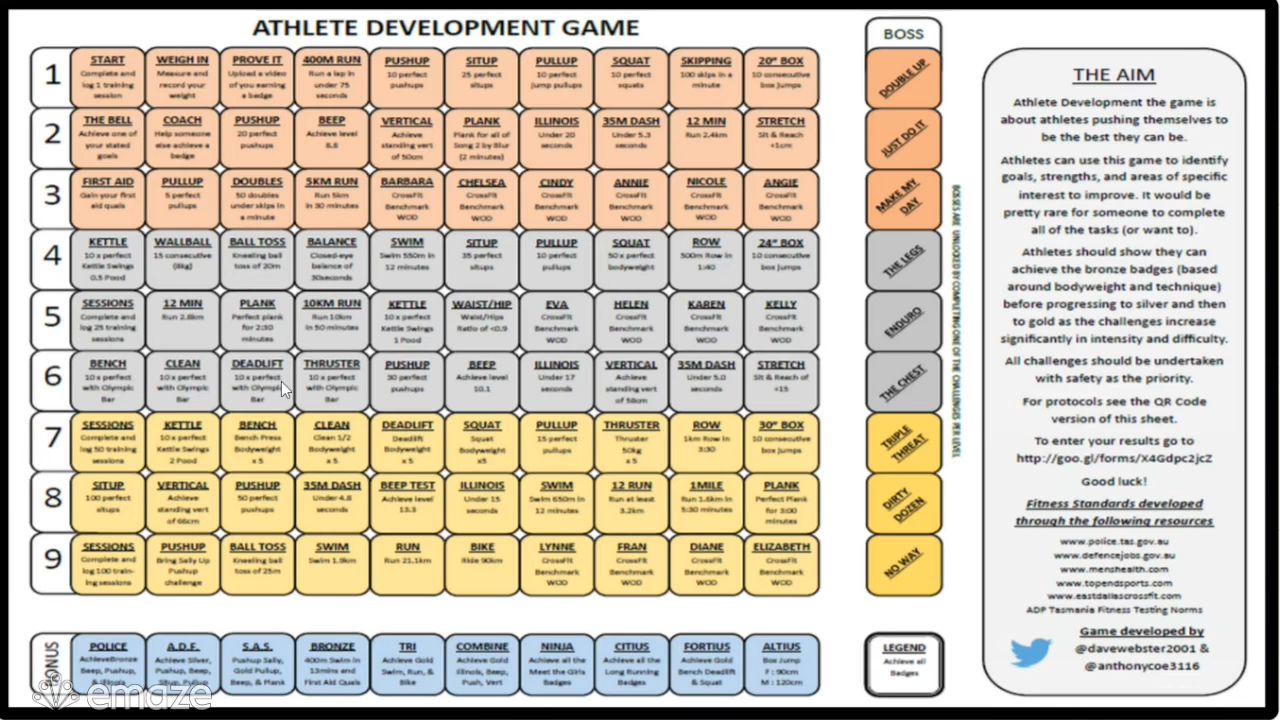 ATHLETE DEVELOPMENT GAME
BOSS
1
START
Complete and
log 1 training
session
WEIGH IN
Measure and
record your
weight
PROVE IT
Upload a video
of you earning
a badge
400M RUN
Run a lap in
under 75
seconds
PUSHUP
10 perfect
pushups
SITUP
25 perfect
situps
PULLUP
10 perfect
jump pullups
SQUAT
10 perfect
squats
SKIPPING
100 skips in a
minute
20" BOX
10 consecutive
box jumps
DOUBLE UP
2
THE BELL
Achieve one of
your stated
goals
COACH
Help someone
else achieve a
badge
PUSHUP
20 perfect
pushups
BEEP
Achieve level
8.8
VERTICAL
Achieve
standing vert
of 50cm
PLANK
Plank for all of
Song 2 by Blur
(2 minutes)
ILLINOIS
Under 20
seconds
35M DASH
Under 5.3
seconds
12 MIN
Run 2.4km
STRETCH
Sit & Reach
+1cm
JUST DO IT
3
FIRST AID
Gain your first
aid quals
PULLUP
5 perfect
pullups
DOUBLES
50 doubles
under skips in
a minute
5KM RUN
Run 5km
in 30 minutes
BARBARA
CrossFit
Benchmark
WOD
CHELSEA
CrossFit
Benchmark
WOD
CINDY
CrossFit
Benchmark
WOD
ANNIE
CrossFit
Benchmark
WOD
NICOLE
CrossFit
Benchmark
WOD
ANGIE
CrossFit
Benchmark
WOD
MAKE MY
DAY
4
KETTLE
10 x perfect
Kettle Swings
0.5 Pood
WALLBALL
15 consecutive
(8kg)
BALL TOSS
Kneeling ball
toss of 20m
BALANCE
Closed-eye
balance of
30seconds
SWIM
Swim 550m in
12 minutes
SITUP
35 perfect
situps
PULLUP
10 perfect
pullups
SQUAT
50 x perfect
bodyweight
ROW
500m Row in
1:40
24" BOX
10 consecutive
box jumps
THE LEGS
5
SESSIONS
Complete and
log 25 training
sessions
12 MIN
Run 2.8km
PLANK
Perfect plank
for 2:30
minutes
10KM RUN
Run 10km
in 50 minutes
KETTLE
10 x perfect
Kettle Swings
1 Pood
WAIST/HIP
Waist/Hips
Ratio of <0.9
EVA
CrossFit
Benchmark
WOD
HELEN
CrossFit
Benchmark
WOD
KAREN
CrossFit
Benchmark
WOD
KELLY
CrossFit
Benchmark
WOD
ENDURO
6
BENCH
10 x perfect
with Olympic
Bar
CLEAN
10 x perfect
with Olympic
Bar
DEADLIFT
10 x perfect
with Olympic
Bar
THRUSTER
10 x perfect
with Olympic
Bar
PUSHUP
30 perfect
pushups
BEEP
Achieve level
10.1
ILLINOIS
Under 17
seconds
VERTICAL
Achieve
standing vert
of 58cm
35M DASH
Under 5.0
seconds
STRETCH
Sit & Reach of
+15
THE CHEST
7
SESSIONS
Complete and
log 50 training
sessions
KETTLE
10 x perfect
Kettle Swings
2 Pood
BENCH
Bench Press
Bodyweight
x 5
CLEAN
Clean 1/2
Bodyweight
x 5
DEADLIFT
Deadlift
Bodyweight
x 5
SQUAT
Squat
Bodyweight
x5
PULLUP
15 perfect
pullups
THRUSTER
Thruster
50kg
x 5
ROW
1km Row in
3:30
30" BOX
10 consecutive
box jumps
TRIPLE
THREAT
8
SITUP
100 perfect
situps
VERTICAL
Achieve
standing vert
of 66cm
PUSHUP
50 perfect
pushups
35M DASH
Under 4.8
seconds
BEEP TEST
Achieve level
13.3
ILLINOIS
Under 15
seconds
SWIM
Swim 650m in
12 minutes
12 RUN
Run at least
3.2km
1MILE
Run 1.6km in
5:30 minutes
PLANK
Perfect Plank
for 3:00
minutes
DIRTY
DOZEN
9
SESSIONS
Complete and
log 100 train-
ing sessions
PUSHUP
Bring Sally Up
Pushup
challenge
BALL TOSS
Kneeling ball
toss of 25m
SWIM
Swim 1.9km
RUN
Run 21.1km
BIKE
Ride 90km
LYNNE
CrossFit
Benchmark
WOD
FRAN
CrossFit
Benchmark
WOD
DIANE
CrossFit
Benchmark
WOD
ELIZABETH
CrossFit
Benchmark
WOD
NO WAY
BONUS
POLICE
AchieveBronze
Beep, Pushup,
& Illinois
A.D.F.
Achieve Silver,
Pushup, Beep,
Situp, Pullup
S.A.S.
Pushup Sally,
Gold Pullup,
Beep, & Plank
BRONZE
400m Swim in
13mins and
First Aid Quals
TRI
Achieve Gold
Swim, Run, &
Bike
COMBINE
Achieve Gold
Illinois, Beep,
Push, Vert
NINJA
Achieve all the
Meet the Girls
Badges
CITIUS
Achieve all the
Long Running
Badges
FORTIUS
Achieve Gold
Bench Deadlift
& Squat
ALTIUS
Box Jump
F : 90cm
M : 120cm
LEGEND
Achieve all
Badges
emaze
BOSSES ARE UNLOCKED BY COMPLETING ONE OF THE CHALLENGES PER LEVEL
THE AIM
Athlete Development the game is
about athletes pushing themselves to
be the best they can be.
Athletes can use this game to identify
goals, strengths, and areas of specific
interest to improve. It would be
pretty rare for someone to complete
all of the tasks (or want to).
Athletes should show they can
achieve the bronze badges (based
around bodyweight and technique)
before progressing to silver and then
to gold as the challenges increase
significantly in intensity and difficulty.
All challenges should be undertaken
with safety as the priority.
For protocols see the QR Code
version of this sheet.
To enter your results go to
http://goo.gl/forms/X4Gdpc2jcZ
Good luck!
Fitness Standards developed
through the following resources
www.police.tas.gov.au
www.defencejobs.gov.au
www.menshealth.com
www.topendsports.com
www.eastdallascrossfit.com
ADP Tasmania Fitness Testing Norms
Game developed by
@davewebster2001 &
@anthonycoe3116